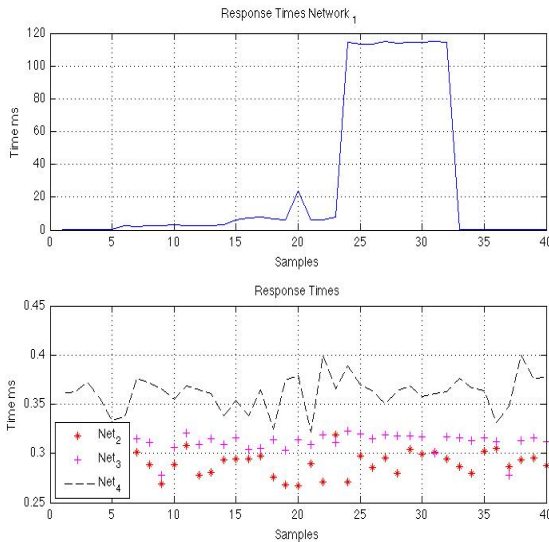 Response Times Network 1
120
100
80
60
40
20
0
Time ms
0 5 10 15 20 25 30 35 40
Samples
Response Times
0.45
0.4
0.35
0.3
0.25
Time ms
Net2
Net3
Net4
0 5 10 15 20 25 30 35 40
Samples